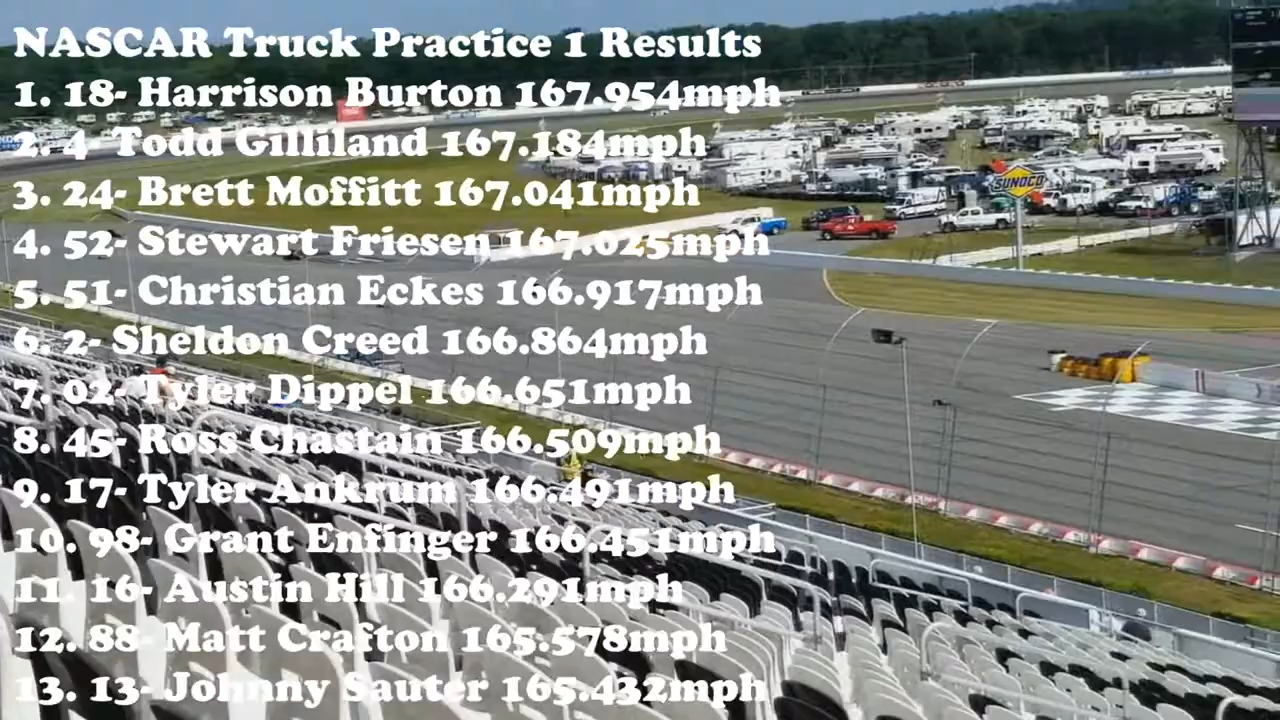 NASCAR Truck Practice 1 Results
1. 18- Harrison Burton 167.954mph
2. 4- Todd Gilliland 167.184mph
3. 24- Brett Moffitt 167.041mph
4. 52- Stewart Friesen 167.025mph
5. 51- Christian Eckes 166.917mph
6. 2- Sheldon Creed 166.864mph
7. 02- Tyler Dippel 166.651mph
8. 45- Ross Chastain 166.509mph
9. 17- Tyler Ankrum 166.491mph
10. 98- Grant Enfinger 166.451mph
11. 16- Austin Hill 166.291mph
12. 88- Matt Crafton 165.578mph
13. 13- Johnny Sauter 165.432mph
SUNOCO